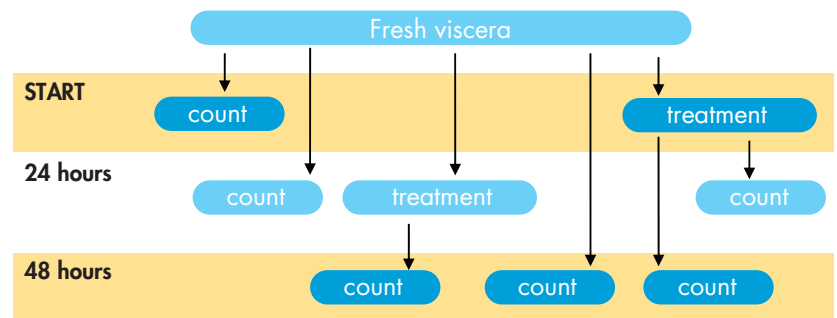 Fresh viscera
START
count
treatment
24 hours
count
treatment
count
48 hours
count
count
count